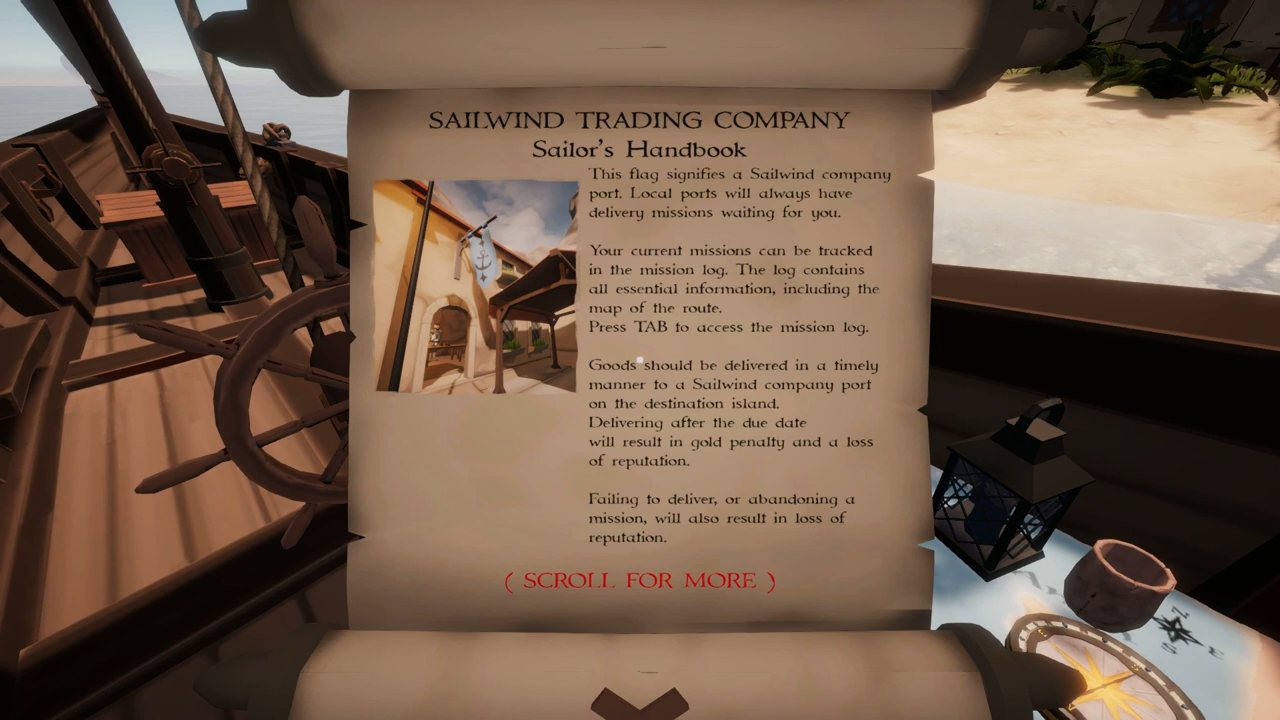 SAILWIND TRADING COMPANY
Sailor's Handbook
This flag signifies a Sailwind company
port. Local ports will always have
delivery missions waiting for you.
Your current missions can be tracked
in the mission log. The log contains
all essential information, including the
map of the route.
Press TAB to access the mission log.
Goods should be delivered in a timely
manner to a Sailwind company port
on the destination island.
Delivering after the due date
will result in gold penalty and a loss
of reputation.
Failing to deliver, or abandoning a
mission, will also result in loss of
reputation.
( SCROLL FOR MORE )
N
E
S